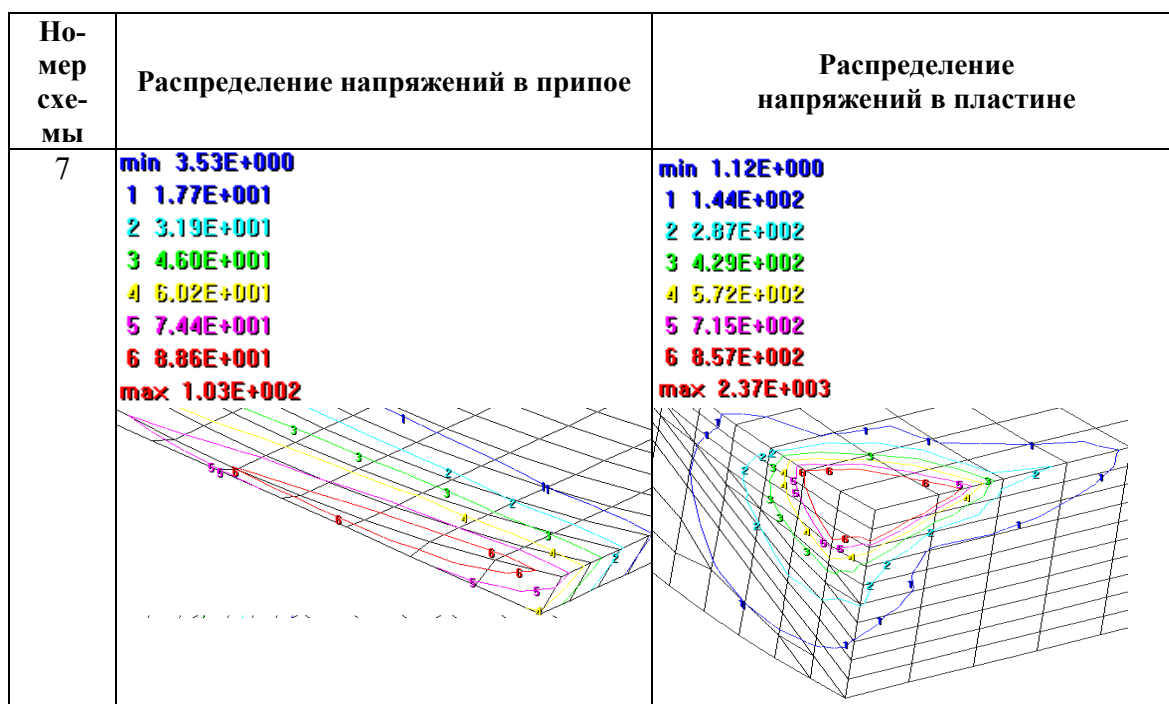 Но-
мер
схе-
мы
Распределение напряжений в припое
Распределение
напряжений в пластине
7
min 3.53E+000
1 1.77E+001
2 3.19E+001
3 4.60E+001
4 6.02E+001
5 7.44E+001
6 8.86E+001
max 1.03E+002
min 1.12E+000
1 1.44E+002
2 2.87E+002
3 4.29E+002
4 5.72E+002
5 7.15E+002
6 8.57E+002
max 2.37E+003